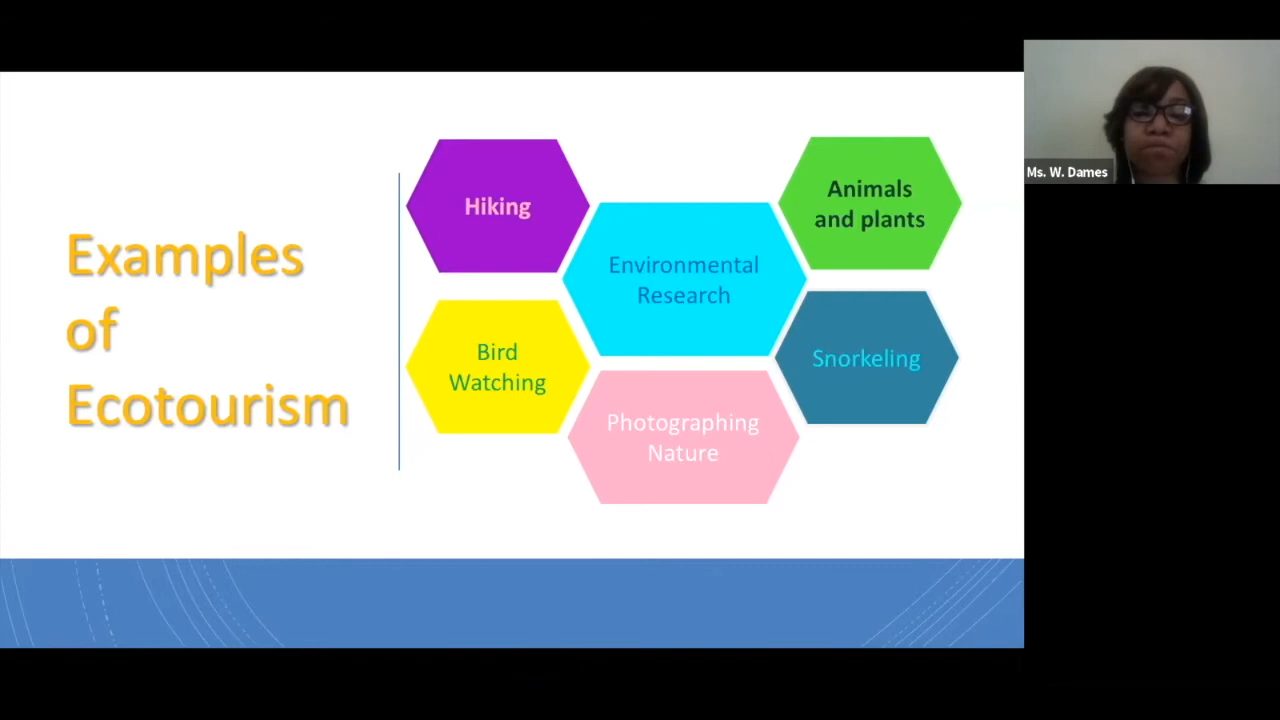 Examples
of
Ecotourism
Hiking
Environmental
Research
Animals
and plants
Bird
Watching
Photographing
Nature
Snorkeling
Ms. W. Dames